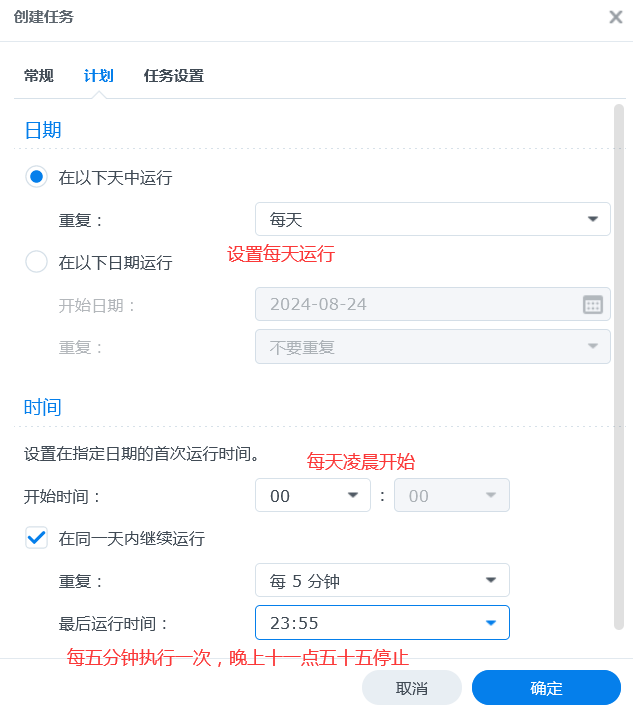 创建任务
常规 计划 任务设置
日期
在以下天中运行
重复： 每天
设置每天运行
在以下日期运行
开始日期： 2024-08-24
重复： 不要重复
时间
设置在指定日期的首次运行时间。
每天凌晨开始
开始时间： 00 : 00
在同一天内继续运行
重复： 每 5 分钟
最后运行时间： 23:55
每五分钟执行一次，晚上十一点五十五停止
取消 确定